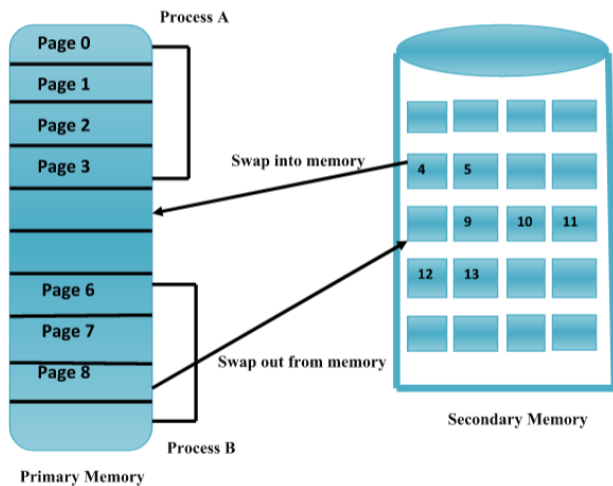 Process A
Page 0
Page 1
Page 2
Page 3
Swap into memory
4 5
9 10 11
12 13
Page 6
Page 7
Page 8
Swap out from memory
Process B
Primary Memory
Secondary Memory